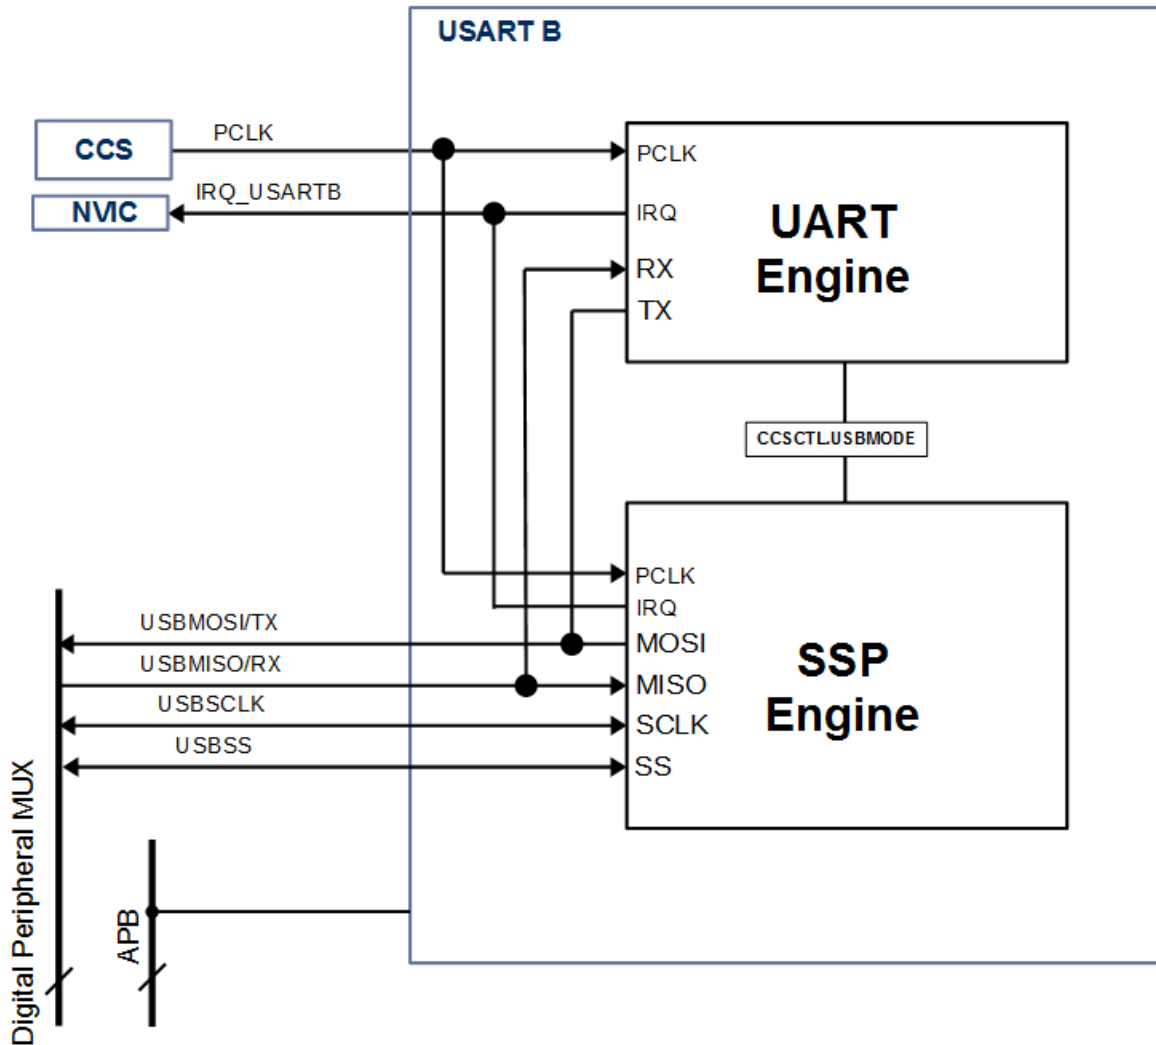 USART B
CCS
PCLK
NVIC
IRQ_USARTB
PCLK
IRQ
RX
TX
UART
Engine
CCSCTL.USBMODE
PCLK
IRQ
MOSI
MISO
SCLK
SS
SSP
Engine
USBMOSI/TX
USBMISO/RX
USBSCLK
USBSS
Digital Peripheral MUX
APB